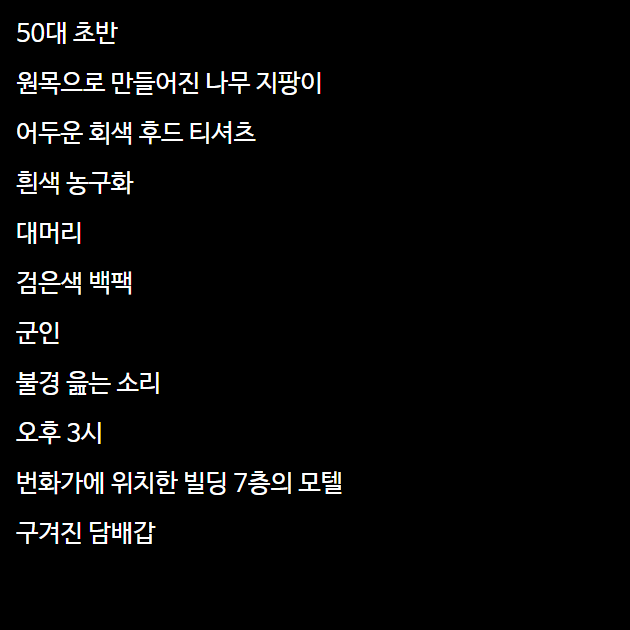 50대 초반
원목으로 만들어진 나무 지팡이
어두운 회색 후드 티셔츠
흰색 농구화
대머리
검은색 백팩
군인
불경 읊는 소리
오후 3시
번화가에 위치한 빌딩 7층의 모텔
구겨진 담배갑